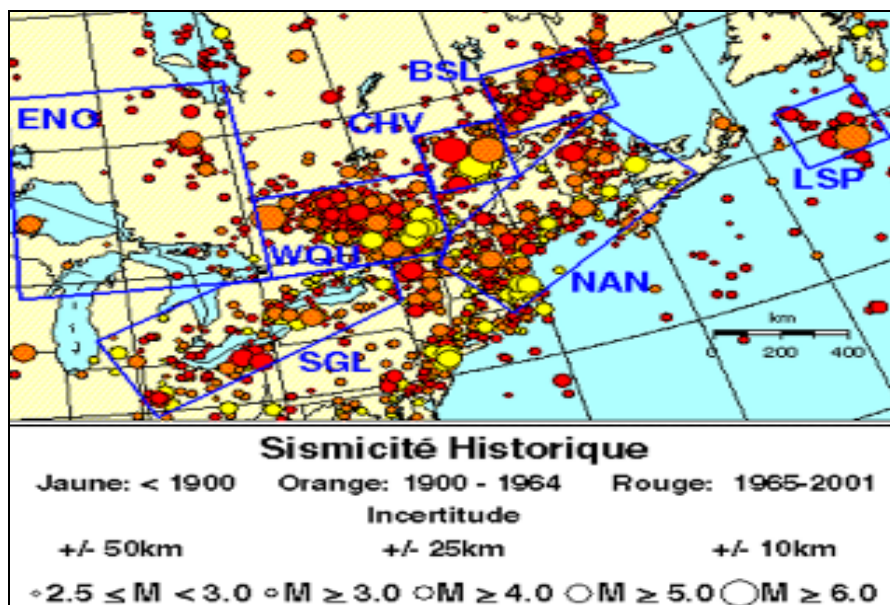 BSL
ENO
CHV
LSP
WQU
NAN
km
0 200 400
SGL
Sismicité Historique
Jaune: < 1900 Orange: 1900 - 1964 Rouge: 1965-2001
Incertitude
+/- 50km +/- 25km +/- 10km
2.5 ≤ M < 3.0 M ≥ 3.0 M ≥ 4.0 M ≥ 5.0 M ≥ 6.0